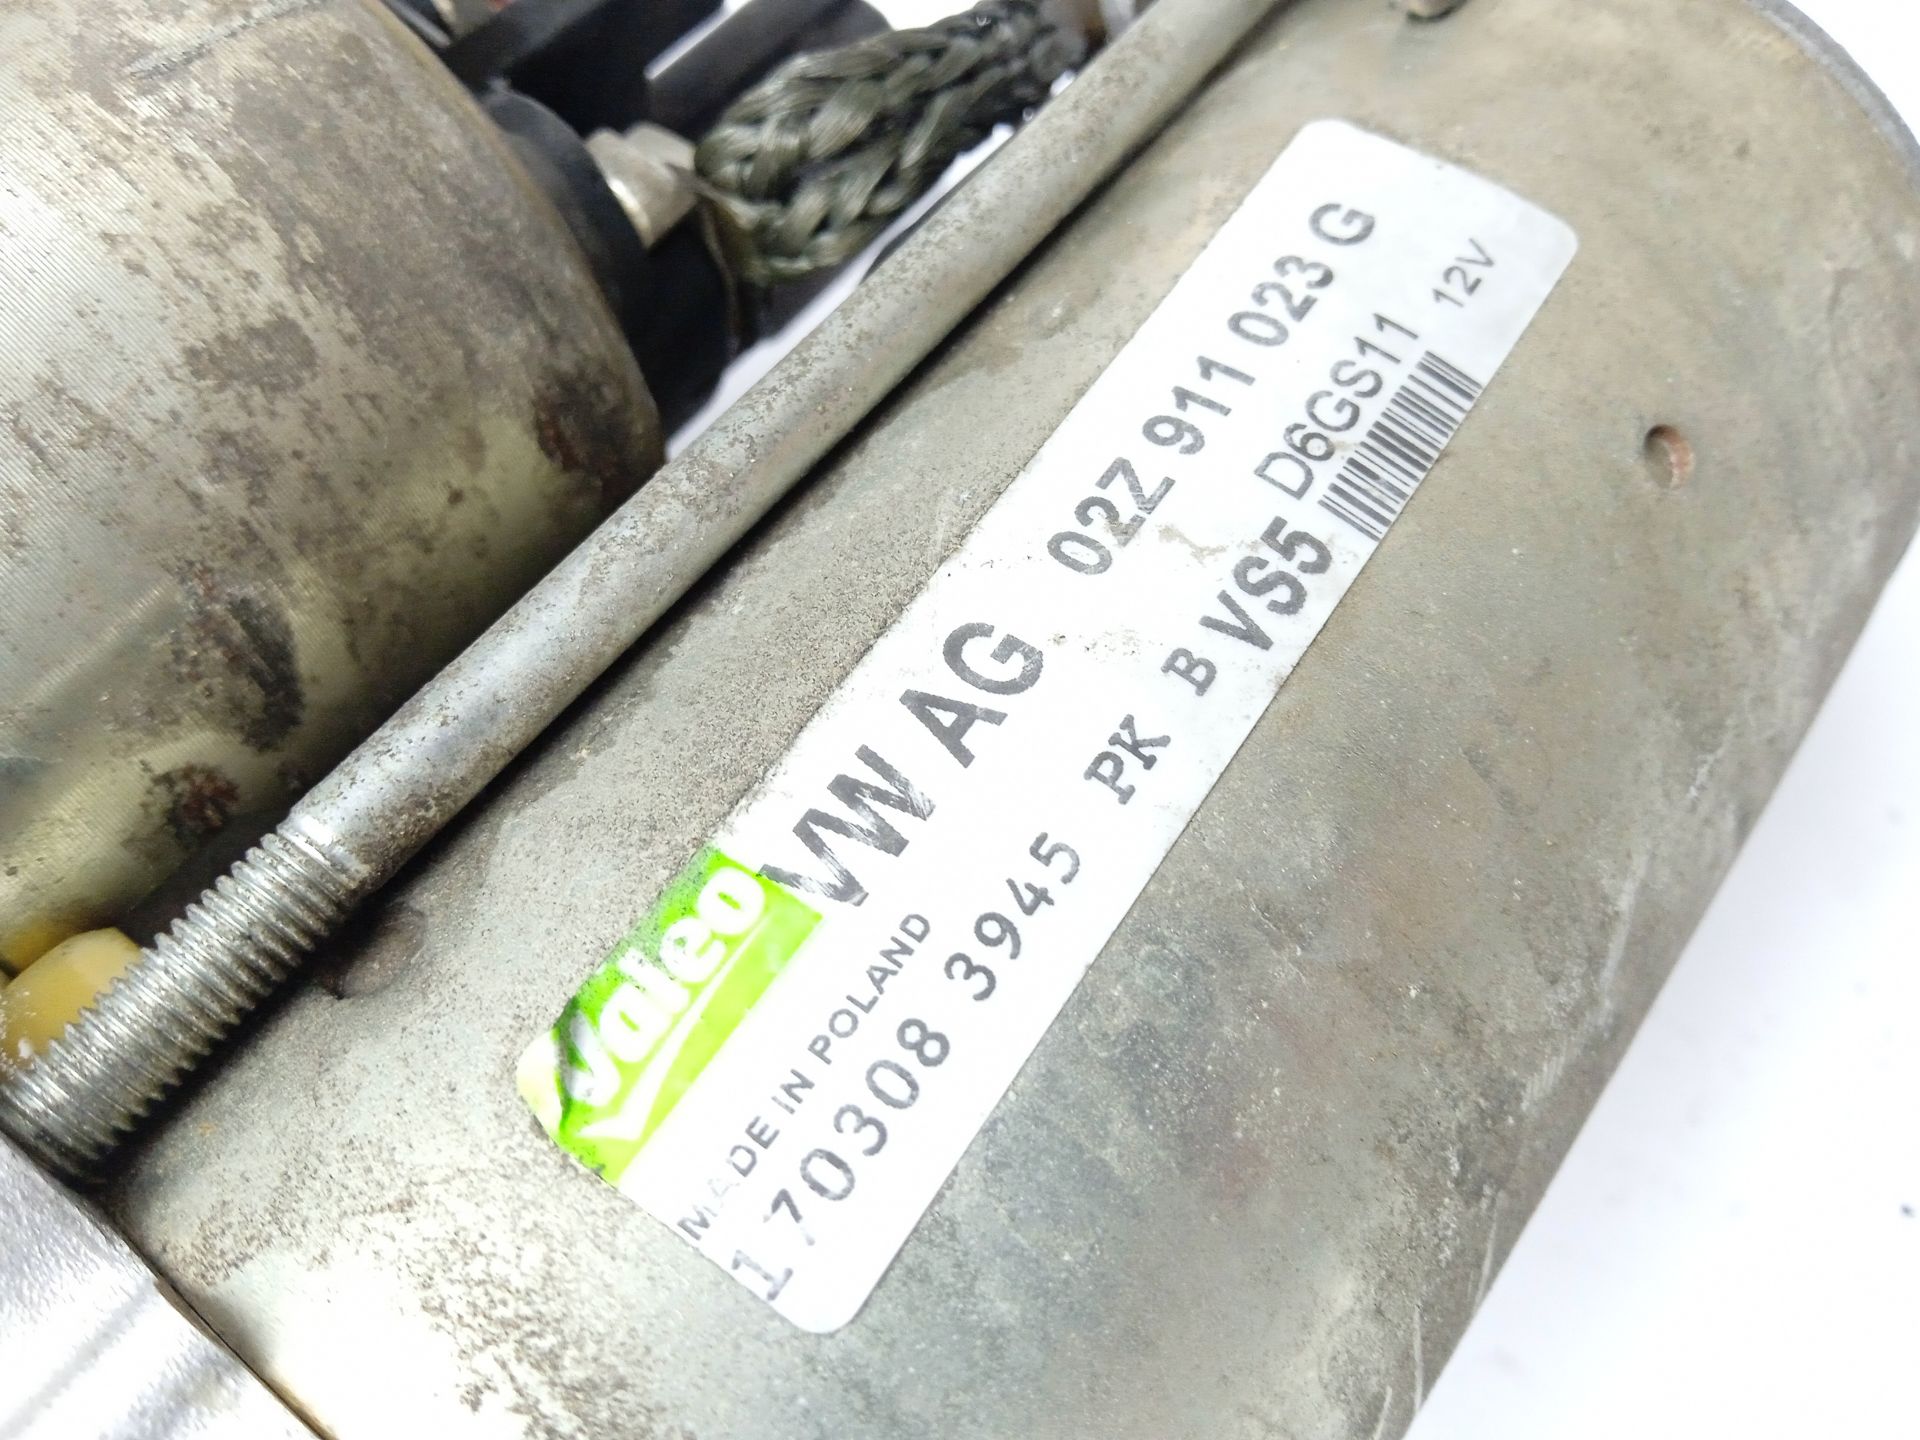 valeo VW AG 02Z 911 023 G
MADE IN POLAND D6GS11 12V
170308 3945 PK B VS5